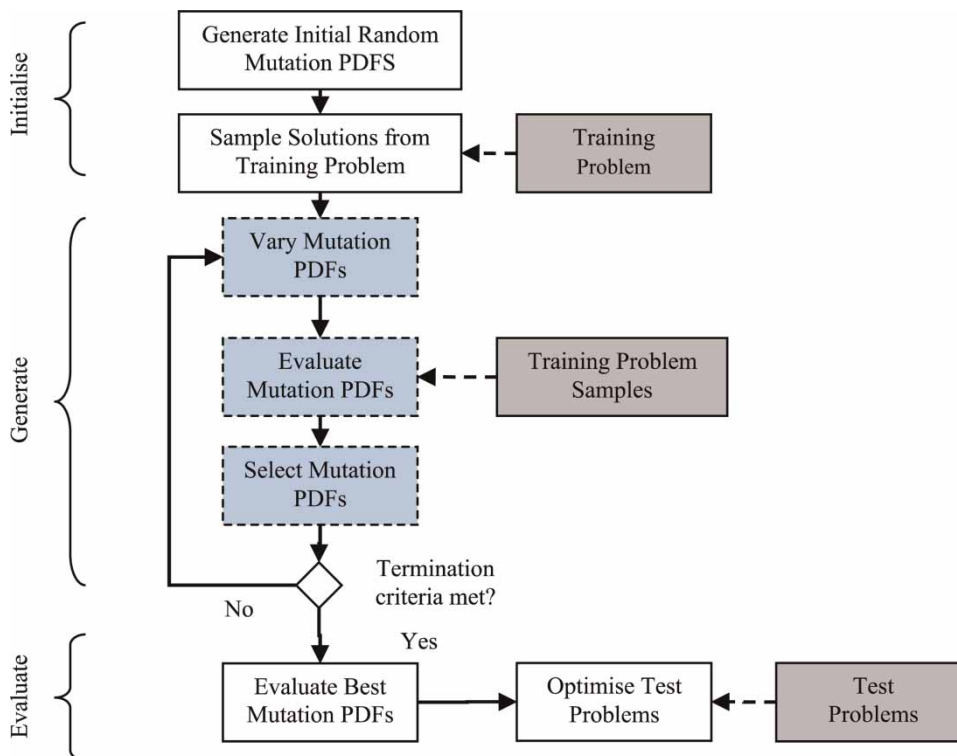 Initialise
Generate Initial Random
Mutation PDFS
Sample Solutions from
Training Problem
Training
Problem
Generate
Vary Mutation
PDFs
Evaluate
Mutation PDFs
Training Problem
Samples
Select Mutation
PDFs
Termination
criteria met?
No
Yes
Evaluate
Evaluate Best
Mutation PDFs
Optimise Test
Problems
Test
Problems